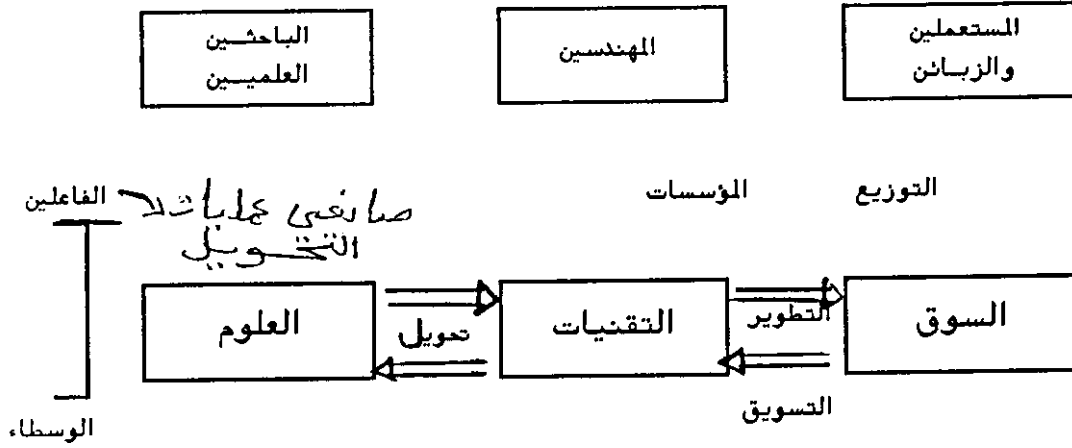 المستعملين
والزبائن
المهندسين
الباحثين
العلميين
التوزيع
المؤسسات
صانعي عمليات
التحويل
الفاعلين
السوق
التطوير
التسويق
التقنيات
تحويل
العلوم
الوسطاء